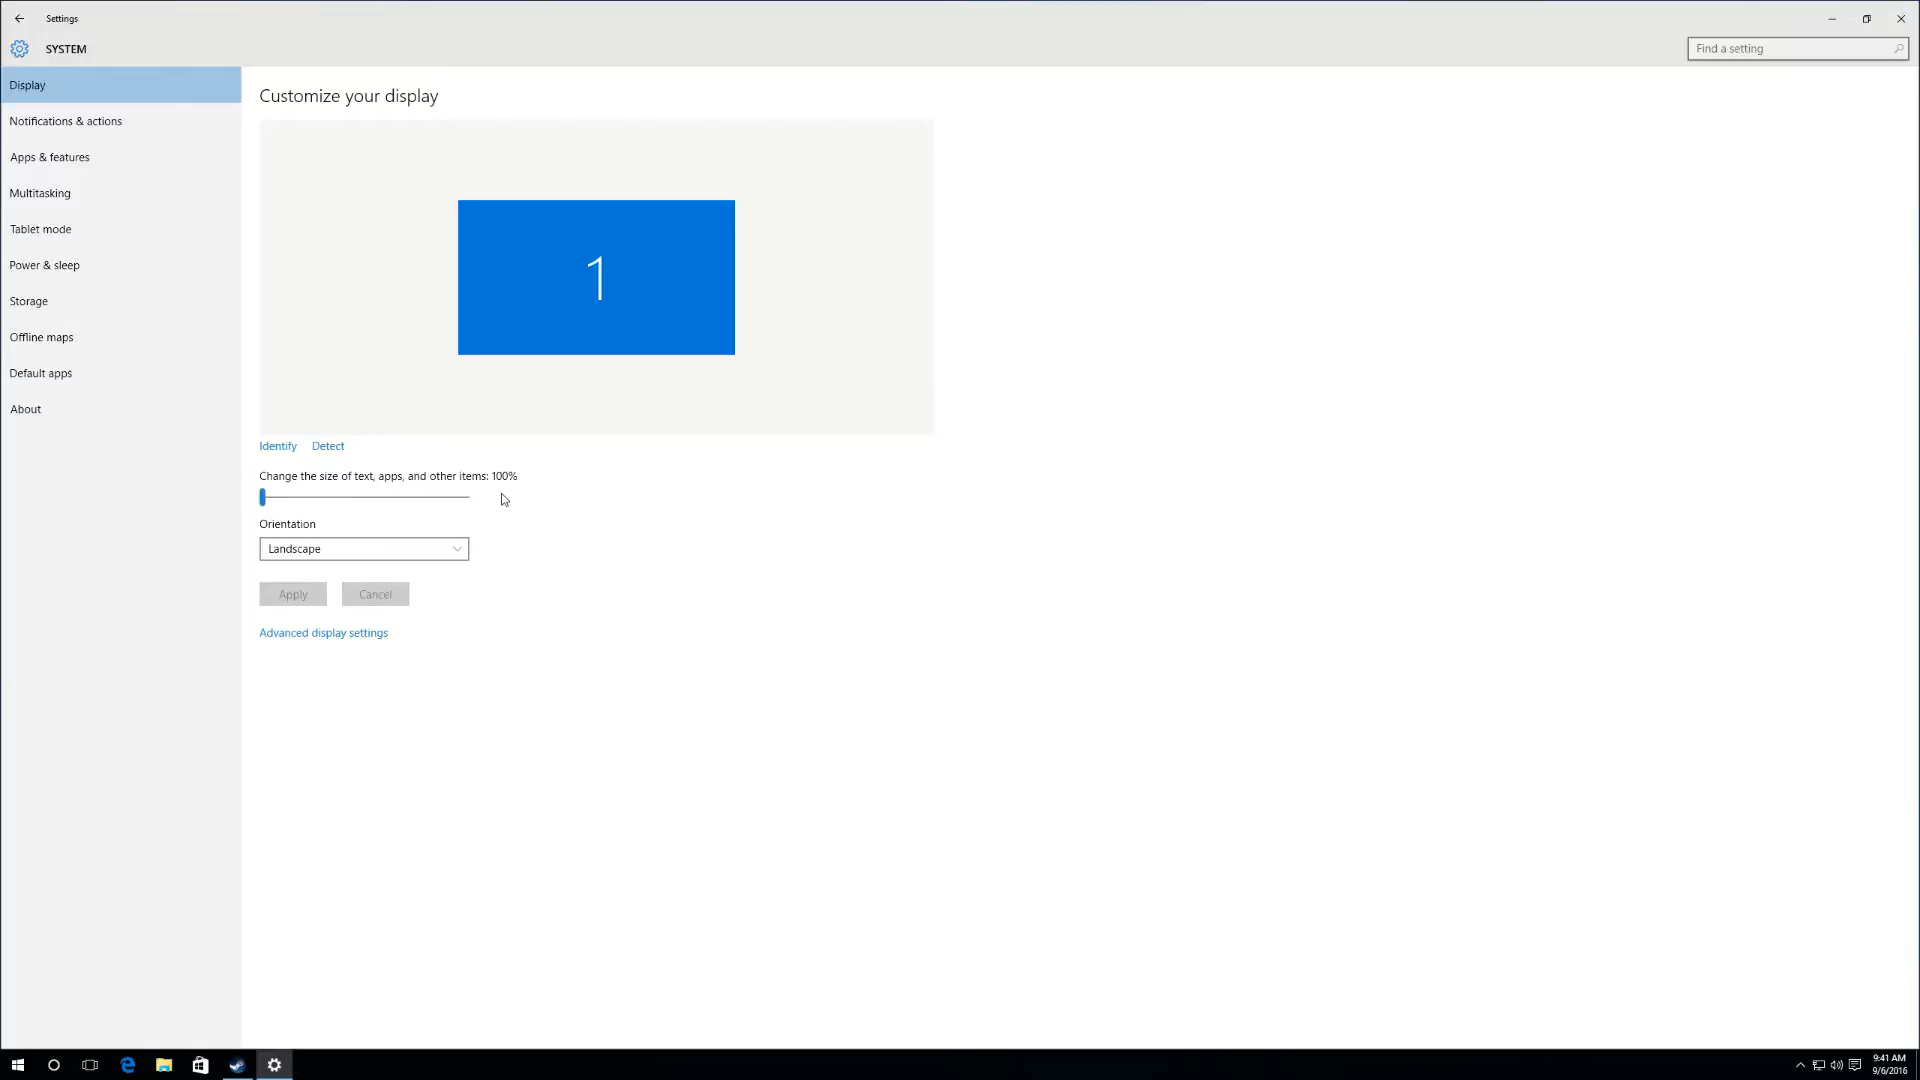 Settings
SYSTEM
Find a setting
Display
Notifications & actions
Apps & features
Multitasking
Tablet mode
Power & sleep
Storage
Offline maps
Default apps
About
Customize your display
1
Identify Detect
Change the size of text, apps, and other items: 100%
Orientation
Landscape
Apply Cancel
Advanced display settings
9:41 AM
9/6/2016